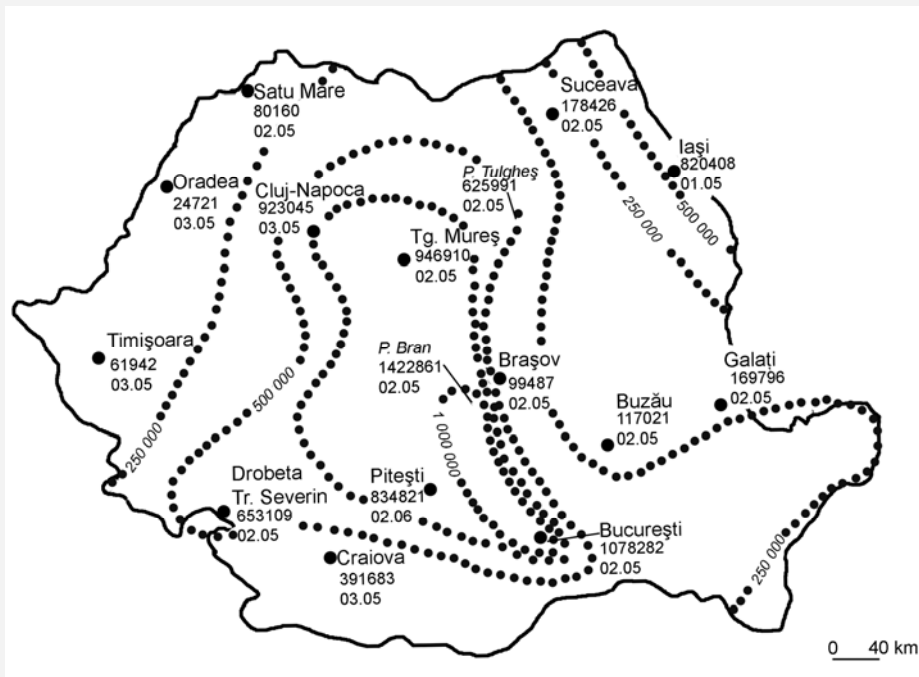 Satu Mare
80160
02.05
Suceava
178426
02.05
Iaşi
820408
01.05
Oradea
24721
03.05
Cluj-Napoca
923045
03.05
P. Tulgheş
625991
02.05
250 000
500 000
Tg. Mureş
946910
02.05
Timişoara
61942
03.05
P. Bran
1422861
02.05
Braşov
99487
02.05
Galaţi
169796
02.05
Buzău
117021
02.05
500 000
1 000 000
250 000
Drobeta
Tr. Severin
653109
02.05
Piteşti
834821
02.06
Bucureşti
1078282
02.05
Craiova
391683
03.05
250 000
0 40 km